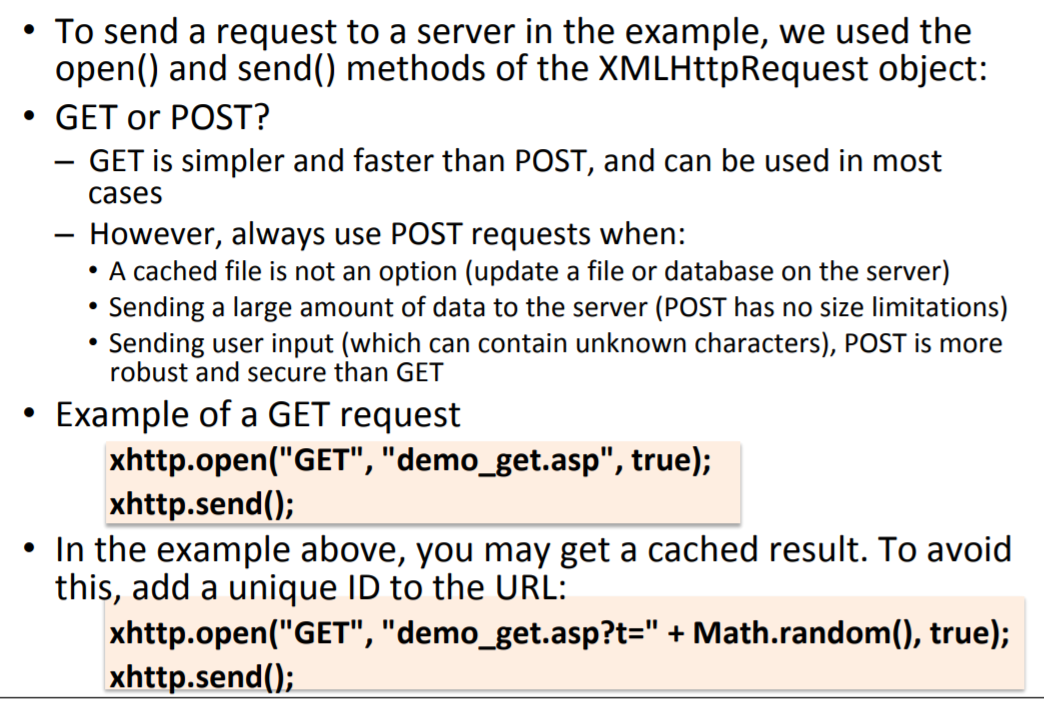 • To send a request to a server in the example, we used the
open() and send() methods of the XMLHttpRequest object:
• GET or POST?
– GET is simpler and faster than POST, and can be used in most
cases
– However, always use POST requests when:
• A cached file is not an option (update a file or database on the server)
• Sending a large amount of data to the server (POST has no size limitations)
• Sending user input (which can contain unknown characters), POST is more
robust and secure than GET
• Example of a GET request
xhttp.open("GET", "demo_get.asp", true);
xhttp.send();
• In the example above, you may get a cached result. To avoid
this, add a unique ID to the URL:
xhttp.open("GET", "demo_get.asp?t=" + Math.random(), true);
xhttp.send();